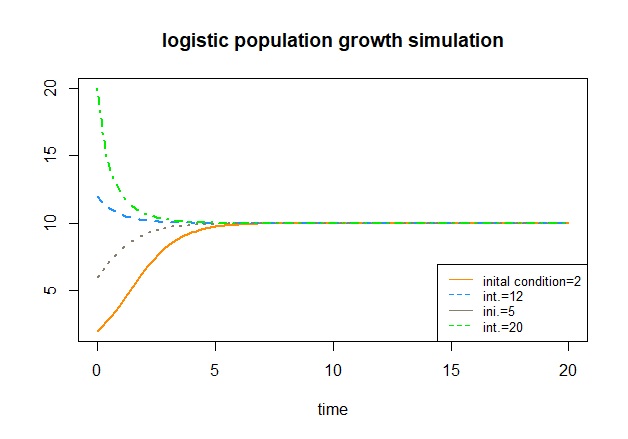 logistic population growth simulation
20
15
10
5
0 5 10 15 20
time
inital condition=2
int.=12
ini.=5
int.=20